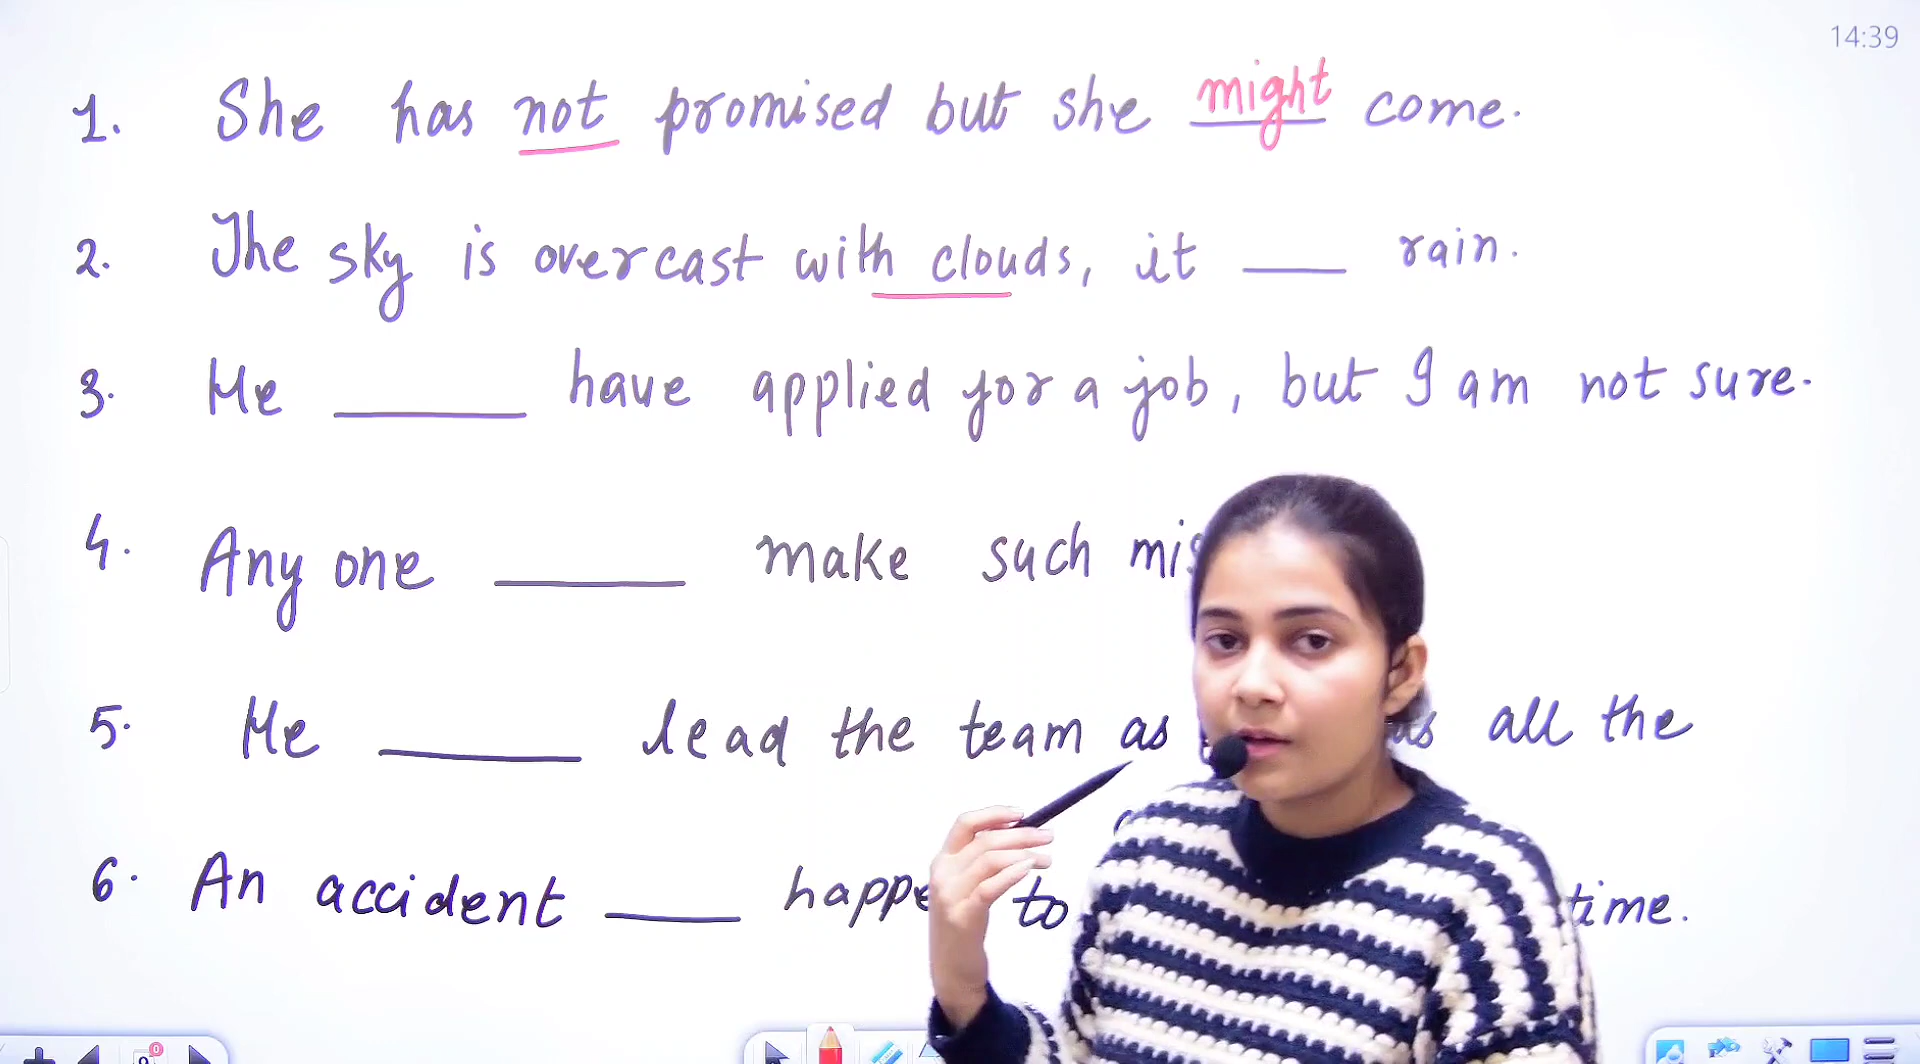 14:39
1. She has not promised but she might come.
2. The sky is overcast with clouds, it ___ rain.
3. He ___ have applied for a job, but I am not sure.
4. Any one ___ make such
5. He ___ lead the team as all the
6. An accident ___ to time.